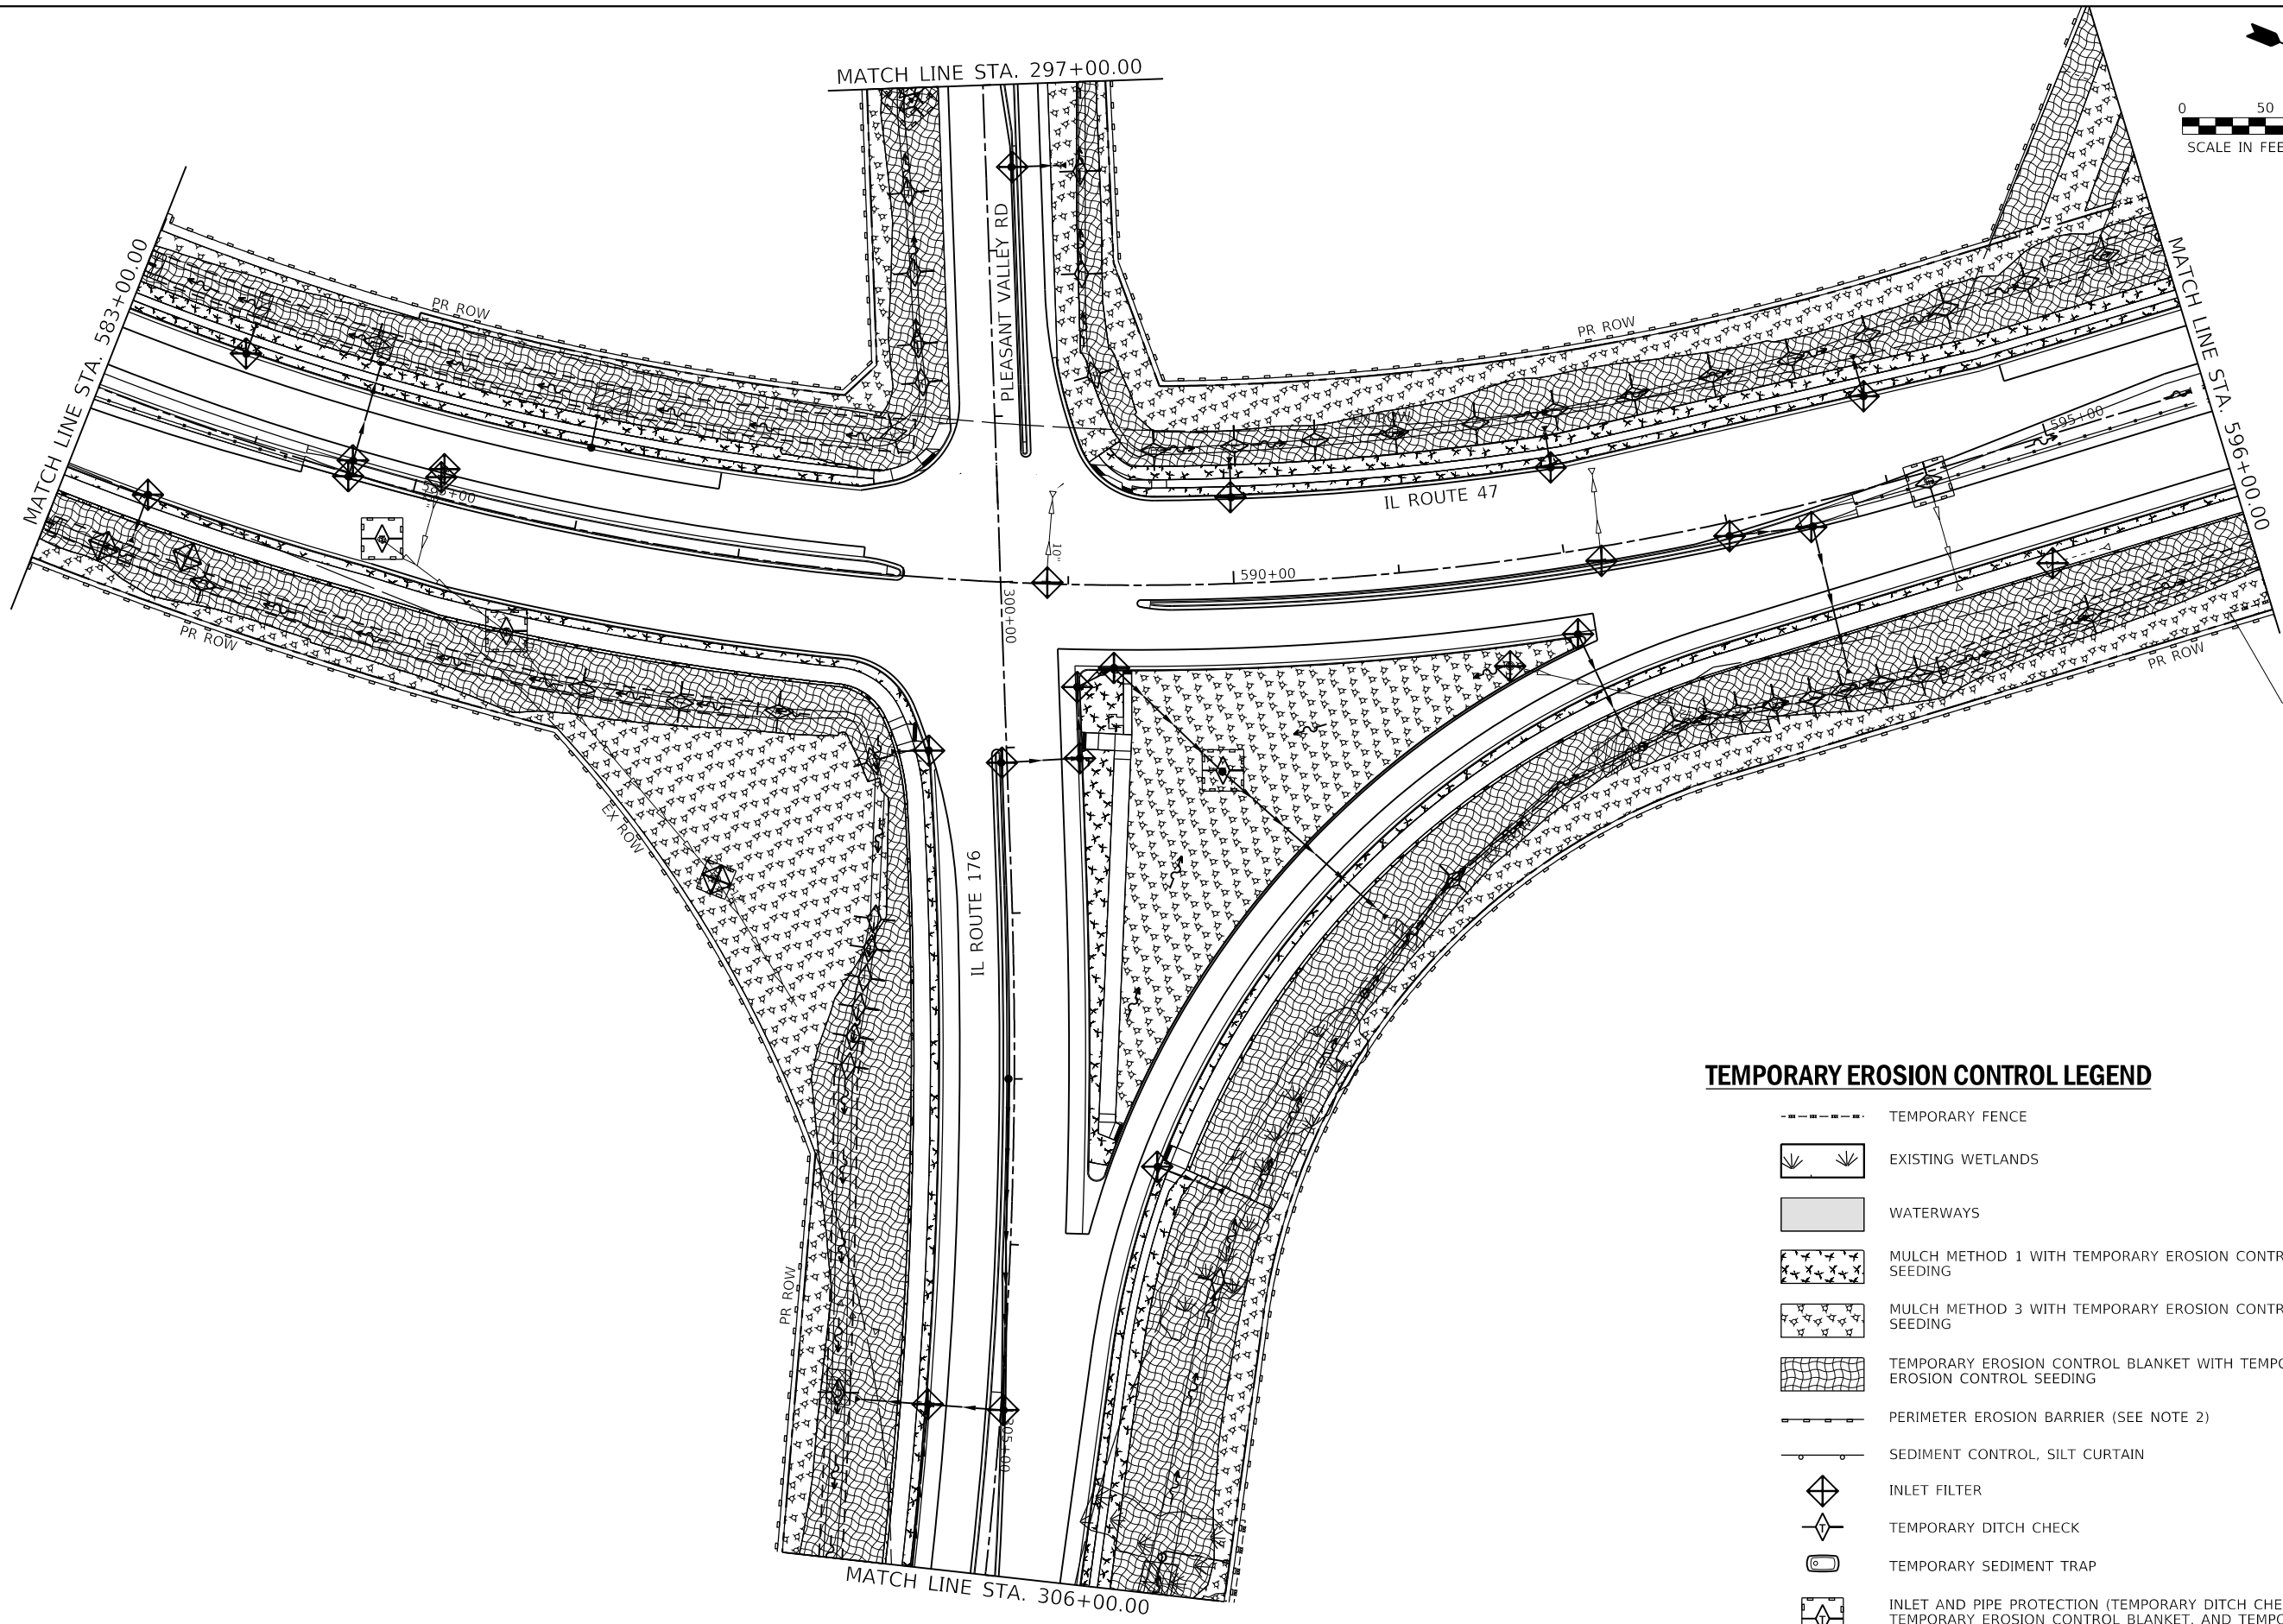 MATCH LINE STA. 297+00.00
0 50
SCALE IN FEE
MATCH LINE STA. 583+00.00
PR ROW
PLEASANT VALLEY RD
PR ROW
MATCH LINE STA. 596+00.00
595+00
IL ROUTE 47
10"
590+00
300+00
PR ROW
PR ROW
EX ROW
IL ROUTE 176
PR ROW
305+00
MATCH LINE STA. 306+00.00
TEMPORARY EROSION CONTROL LEGEND
TEMPORARY FENCE
EXISTING WETLANDS
WATERWAYS
MULCH METHOD 1 WITH TEMPORARY EROSION CONTR
SEEDING
MULCH METHOD 3 WITH TEMPORARY EROSION CONTR
SEEDING
TEMPORARY EROSION CONTROL BLANKET WITH TEMPO
EROSION CONTROL SEEDING
PERIMETER EROSION BARRIER (SEE NOTE 2)
SEDIMENT CONTROL, SILT CURTAIN
INLET FILTER
T
TEMPORARY DITCH CHECK
TEMPORARY SEDIMENT TRAP
T
INLET AND PIPE PROTECTION (TEMPORARY DITCH CHE
TEMPORARY EROSION CONTROL BLANKET, AND TEMPO